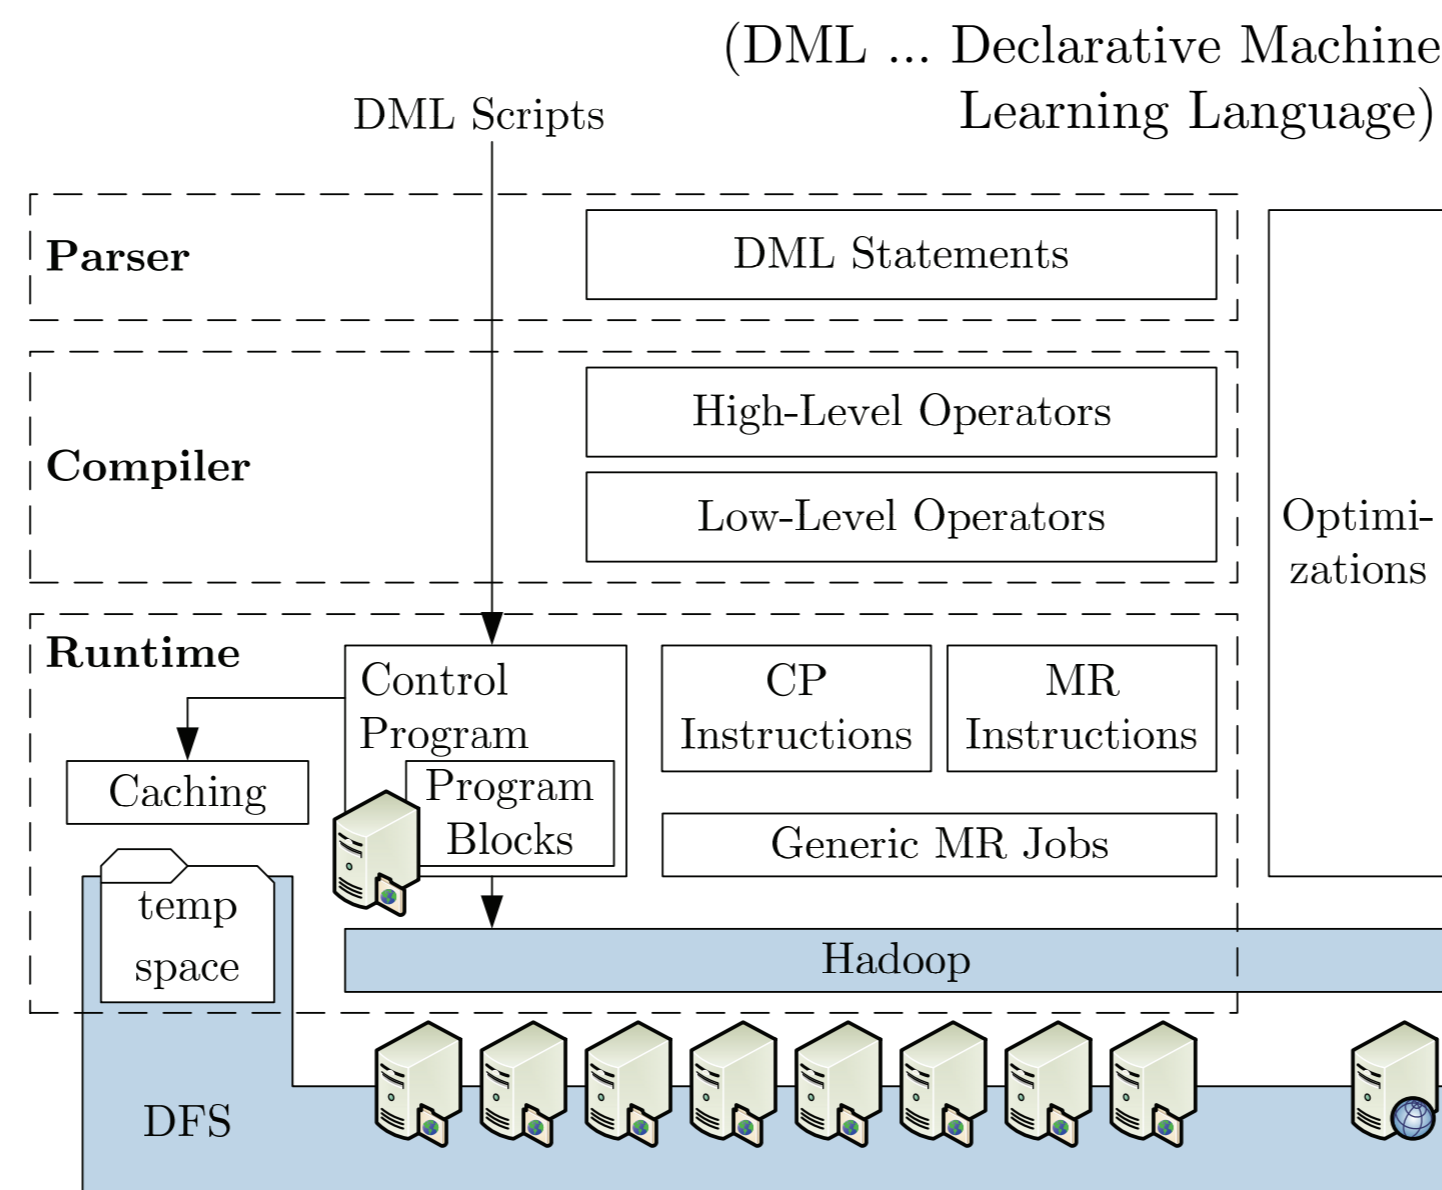 (DML ... Declarative Machine
Learning Language)
DML Scripts
Parser
DML Statements
Compiler
High-Level Operators
Low-Level Operators
Optimi-
zations
Runtime
Control
Program
CP
Instructions
MR
Instructions
Caching
Program
Blocks
Generic MR Jobs
temp
space
Hadoop
DFS